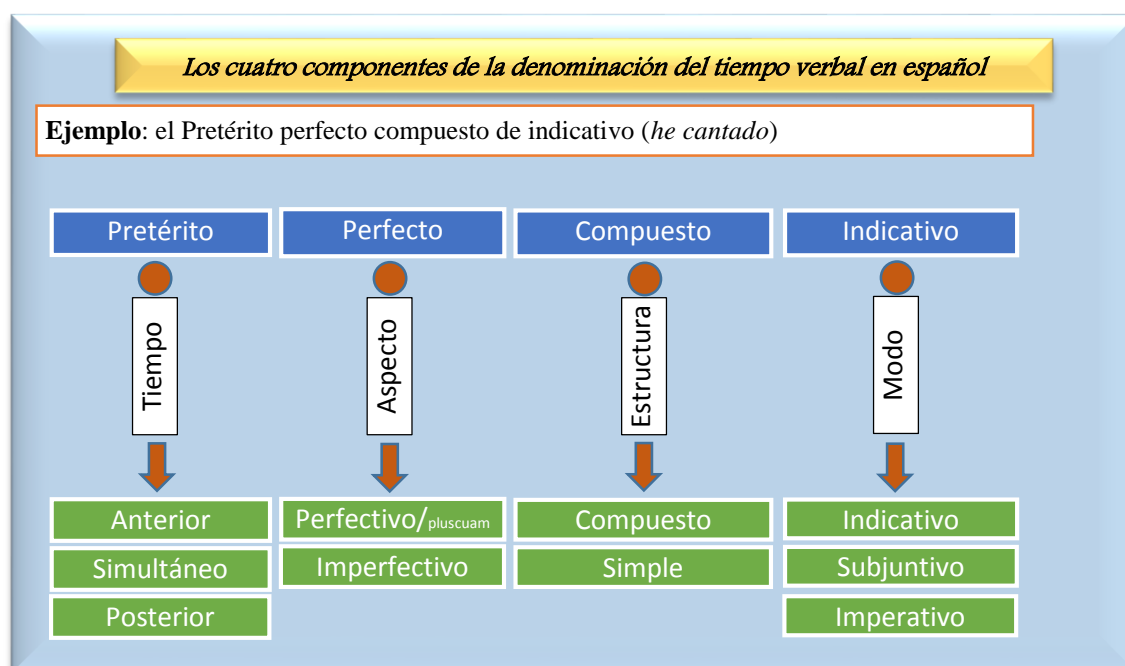 Los cuatro componentes de la denominación del tiempo verbal en español
Ejemplo: el Pretérito perfecto compuesto de indicativo (he cantado)
Pretérito
Perfecto
Compuesto
Indicativo
Tiempo
Aspecto
Estructura
Modo
Anterior
Perfectivo/pluscuam
Compuesto
Indicativo
Simultáneo
Imperfectivo
Simple
Subjuntivo
Posterior
Imperativo